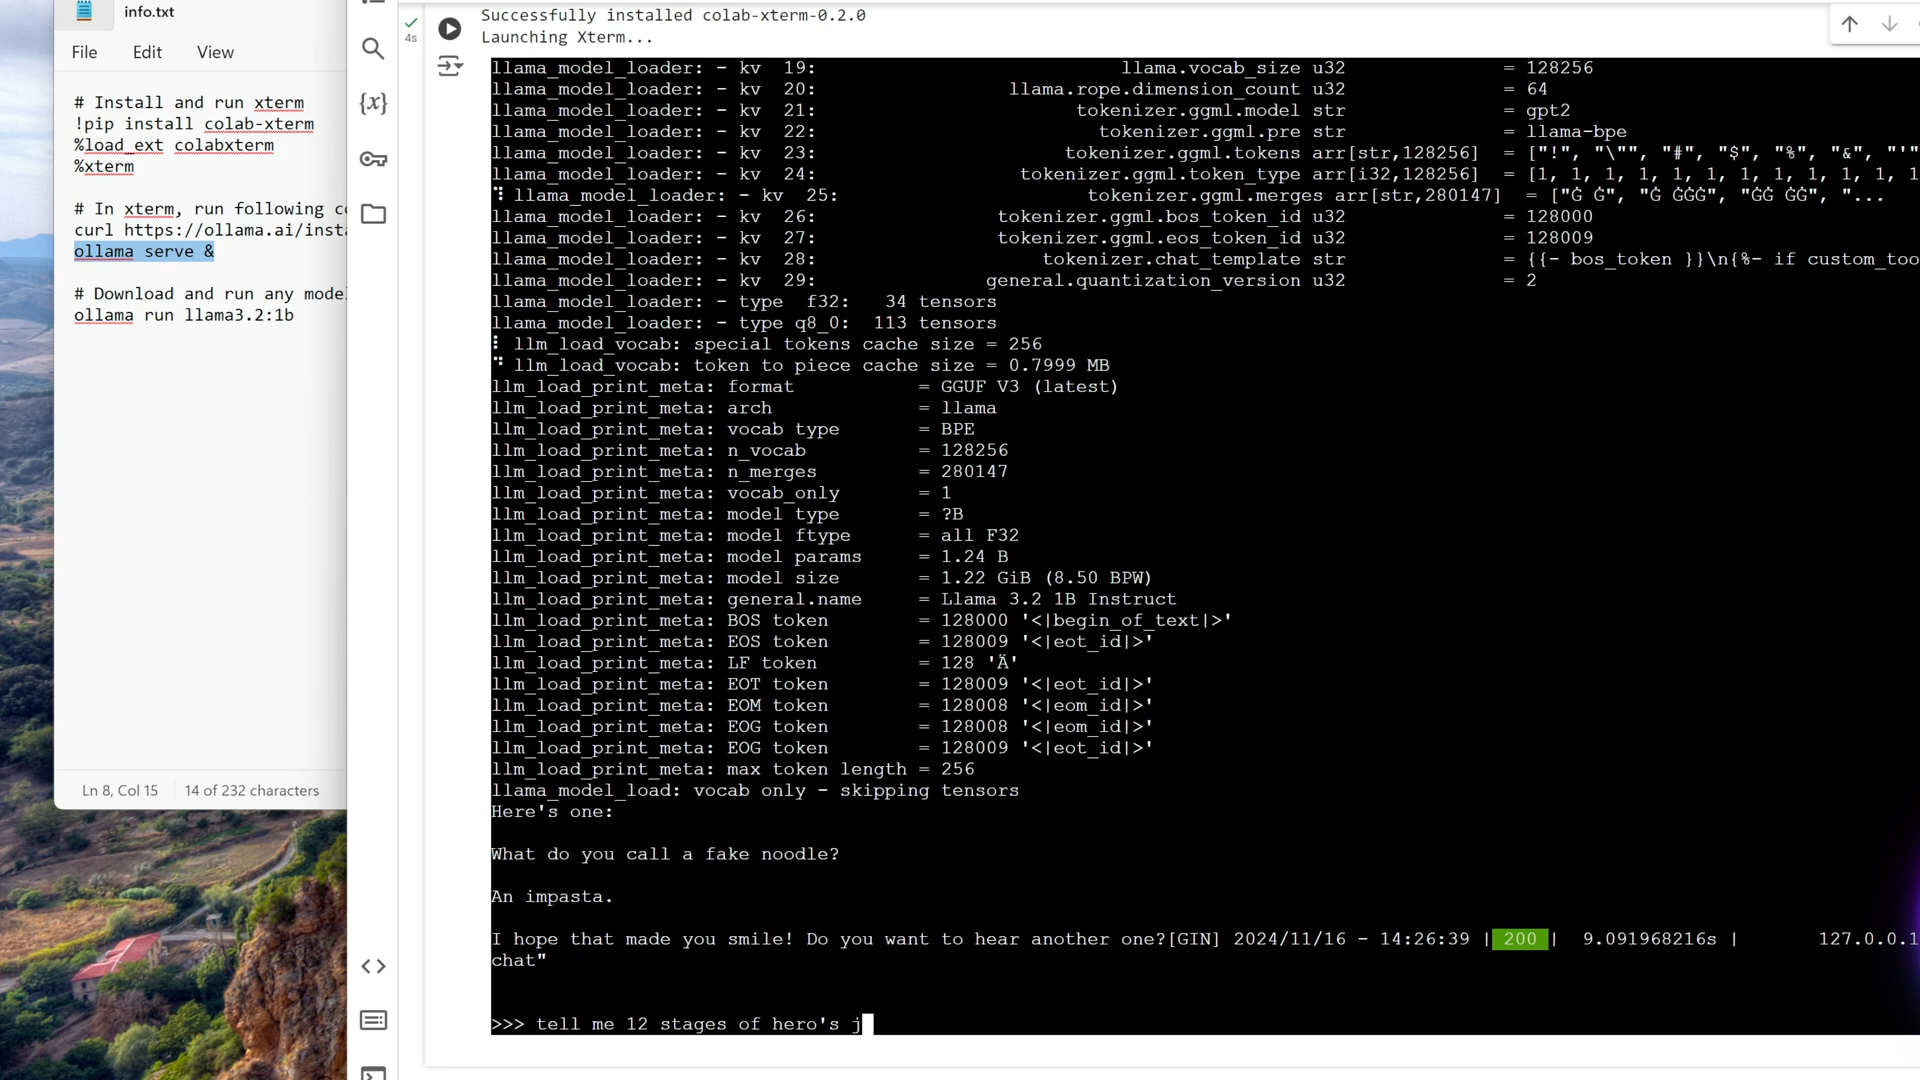 info.txt
File Edit View
# Install and run xterm
!pip install colab-xterm
%load_ext colabxterm
%xterm
# In xterm, run following c
curl https://ollama.ai/insta
ollama serve &
# Download and run any mode
ollama run llama3.2:1b
Ln 8, Col 15 14 of 232 characters
4s
{x}
Successfully installed colab-xterm-0.2.0
Launching Xterm...
llama_model_loader: - kv 19: llama.vocab_size u32 = 128256
llama_model_loader: - kv 20: llama.rope.dimension_count u32 = 64
llama_model_loader: - kv 21: tokenizer.ggml.model str = gpt2
llama_model_loader: - kv 22: tokenizer.ggml.pre str = llama-bpe
llama_model_loader: - kv 23: tokenizer.ggml.tokens arr[str,128256] = ["!", "\"", "#", "$", "%", "&", "'"
llama_model_loader: - kv 24: tokenizer.ggml.token_type arr[i32,128256] = [1, 1, 1, 1, 1, 1, 1, 1, 1, 1, 1, 1
llama_model_loader: - kv 25: tokenizer.ggml.merges arr[str,280147] = ["Ġ Ġ", "Ġ ĠĠĠ", "ĠĠ ĠĠ", "...
llama_model_loader: - kv 26: tokenizer.ggml.bos_token_id u32 = 128000
llama_model_loader: - kv 27: tokenizer.ggml.eos_token_id u32 = 128009
llama_model_loader: - kv 28: tokenizer.chat_template str = {{- bos_token }}\n{%- if custom_too
llama_model_loader: - kv 29: general.quantization_version u32 = 2
llama_model_loader: - type f32: 34 tensors
llama_model_loader: - type q8_0: 113 tensors
llm_load_vocab: special tokens cache size = 256
llm_load_vocab: token to piece cache size = 0.7999 MB
llm_load_print_meta: format = GGUF V3 (latest)
llm_load_print_meta: arch = llama
llm_load_print_meta: vocab type = BPE
llm_load_print_meta: n_vocab = 128256
llm_load_print_meta: n_merges = 280147
llm_load_print_meta: vocab_only = 1
llm_load_print_meta: model type = ?B
llm_load_print_meta: model ftype = all F32
llm_load_print_meta: model params = 1.24 B
llm_load_print_meta: model size = 1.22 GiB (8.50 BPW)
llm_load_print_meta: general.name = Llama 3.2 1B Instruct
llm_load_print_meta: BOS token = 128000 '<|begin_of_text|>'
llm_load_print_meta: EOS token = 128009 '<|eot_id|>'
llm_load_print_meta: LF token = 128 'Ä'
llm_load_print_meta: EOT token = 128009 '<|eot_id|>'
llm_load_print_meta: EOM token = 128008 '<|eom_id|>'
llm_load_print_meta: EOG token = 128008 '<|eom_id|>'
llm_load_print_meta: EOG token = 128009 '<|eot_id|>'
llm_load_print_meta: max token length = 256
llama_model_load: vocab only - skipping tensors
Here's one:
What do you call a fake noodle?
An impasta.
I hope that made you smile! Do you want to hear another one?[GIN] 2024/11/16 - 14:26:39 | 200 | 9.091968216s | 127.0.0.1
chat"
>>> tell me 12 stages of hero's j